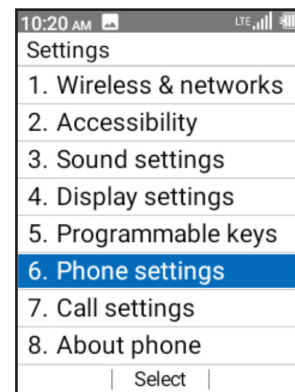 10:20 AM LTE
Settings
1. Wireless & networks
2. Accessibility
3. Sound settings
4. Display settings
5. Programmable keys
6. Phone settings
7. Call settings
8. About phone
Select